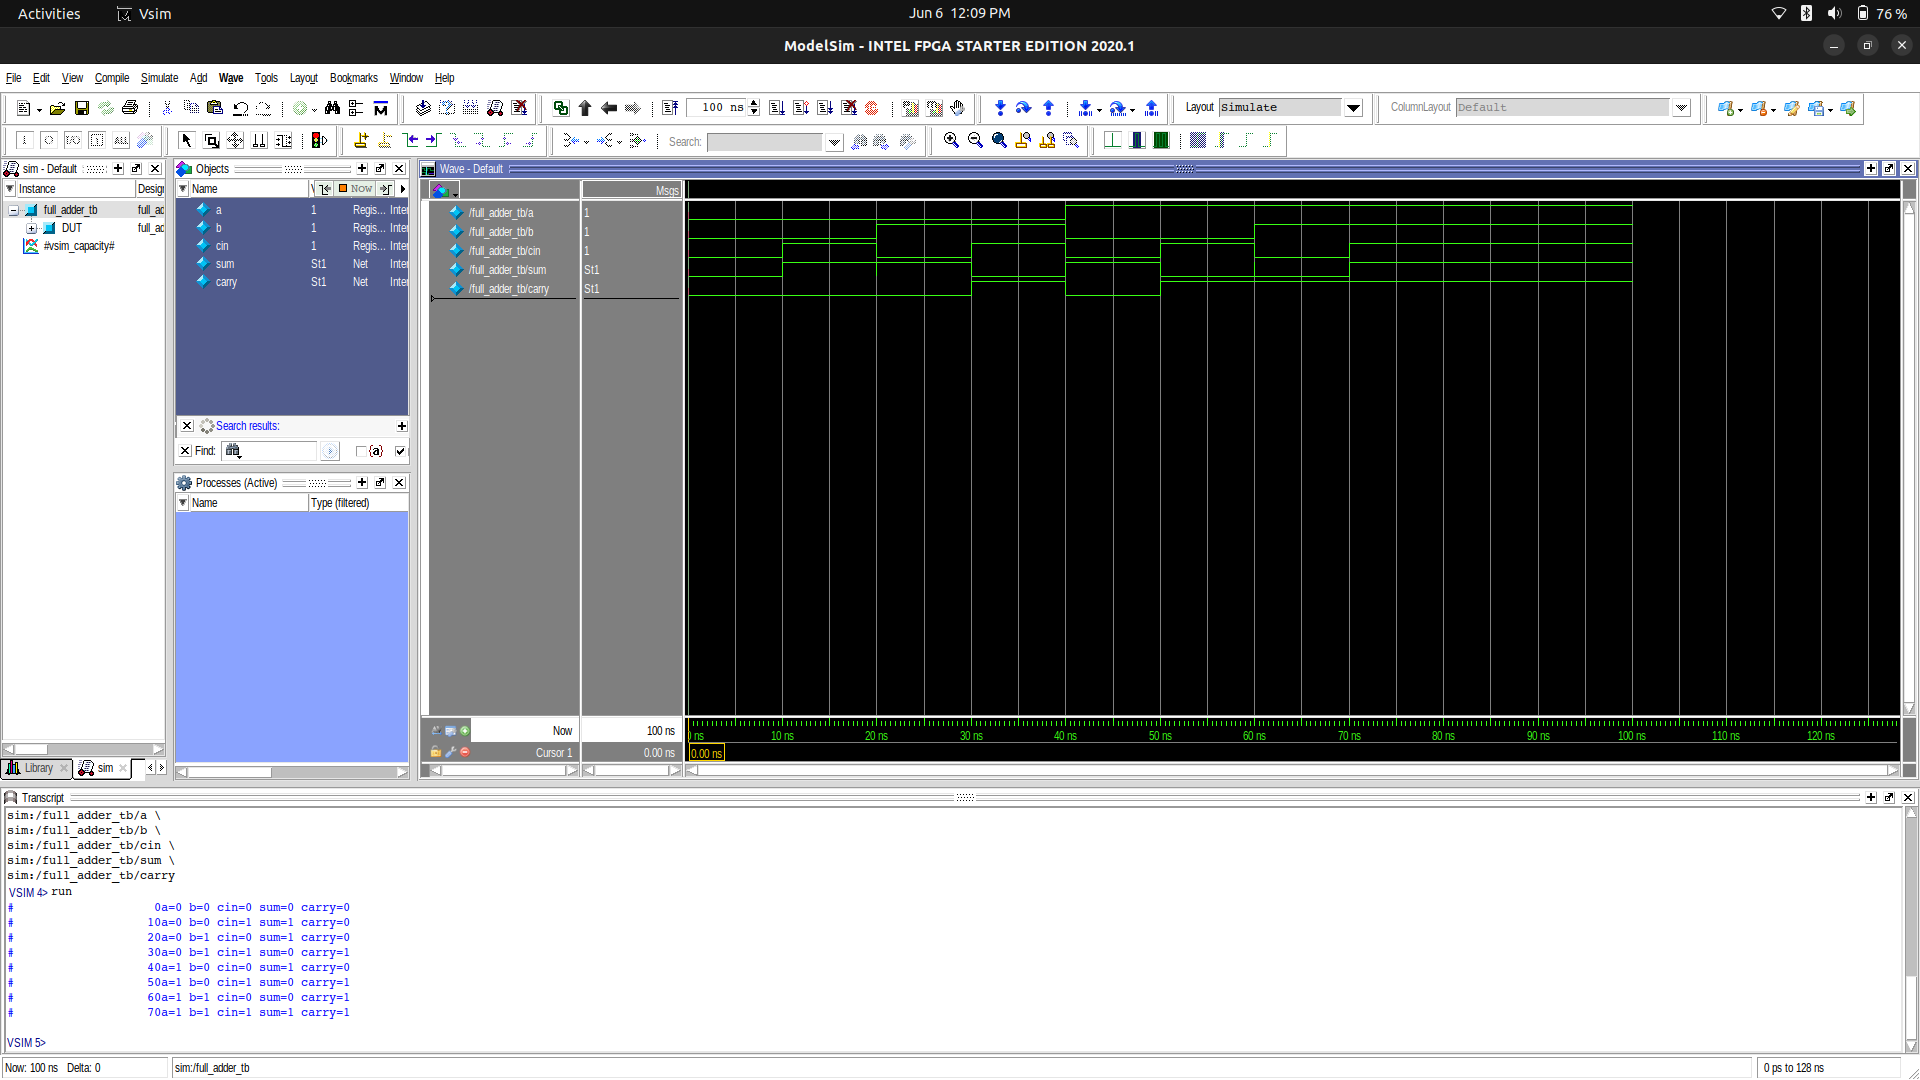 Activities Vsim Jun 6 12:09 PM 76 %
ModelSim - INTEL FPGA STARTER EDITION 2020.1
File Edit View Compile Simulate Add Wave Tools Layout Bookmarks Window Help
100 ns Layout Simulate ColumnLayout Default
Search:
sim - Default
Instance Desig
full_adder_tb full_ad
DUT full_ad
#vsim_capacity#
Library sim
Objects
Name Now
a 1 Regis... Inte
b 1 Regis... Inte
cin 1 Regis... Inte
sum St1 Net Inte
carry St1 Net Inte
Search results:
Find: {a}
Processes (Active)
Name Type (filtered)
Wave - Default
Msgs
/full_adder_tb/a 1
/full_adder_tb/b 1
/full_adder_tb/cin 1
/full_adder_tb/sum St1
/full_adder_tb/carry St1
Now 100 ns
ns 10 ns 20 ns 30 ns 40 ns 50 ns 60 ns 70 ns 80 ns 90 ns 100 ns 110 ns 120 ns
Cursor 1 0.00 ns 0.00 ns
Transcript
sim:/full_adder_tb/a \
sim:/full_adder_tb/b \
sim:/full_adder_tb/cin \
sim:/full_adder_tb/sum \
sim:/full_adder_tb/carry
VSIM 4> run
# 0a=0 b=0 cin=0 sum=0 carry=0
# 10a=0 b=0 cin=1 sum=1 carry=0
# 20a=0 b=1 cin=0 sum=1 carry=0
# 30a=0 b=1 cin=1 sum=0 carry=1
# 40a=1 b=0 cin=0 sum=1 carry=0
# 50a=1 b=0 cin=1 sum=0 carry=1
# 60a=1 b=1 cin=0 sum=0 carry=1
# 70a=1 b=1 cin=1 sum=1 carry=1
VSIM 5>
Now: 100 ns Delta: 0 sim:/full_adder_tb 0 ps to 128 ns